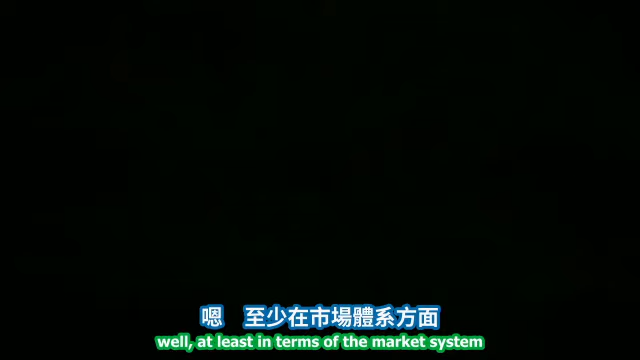 嗯　至少在市場體系方面
well, at least in terms of the market system